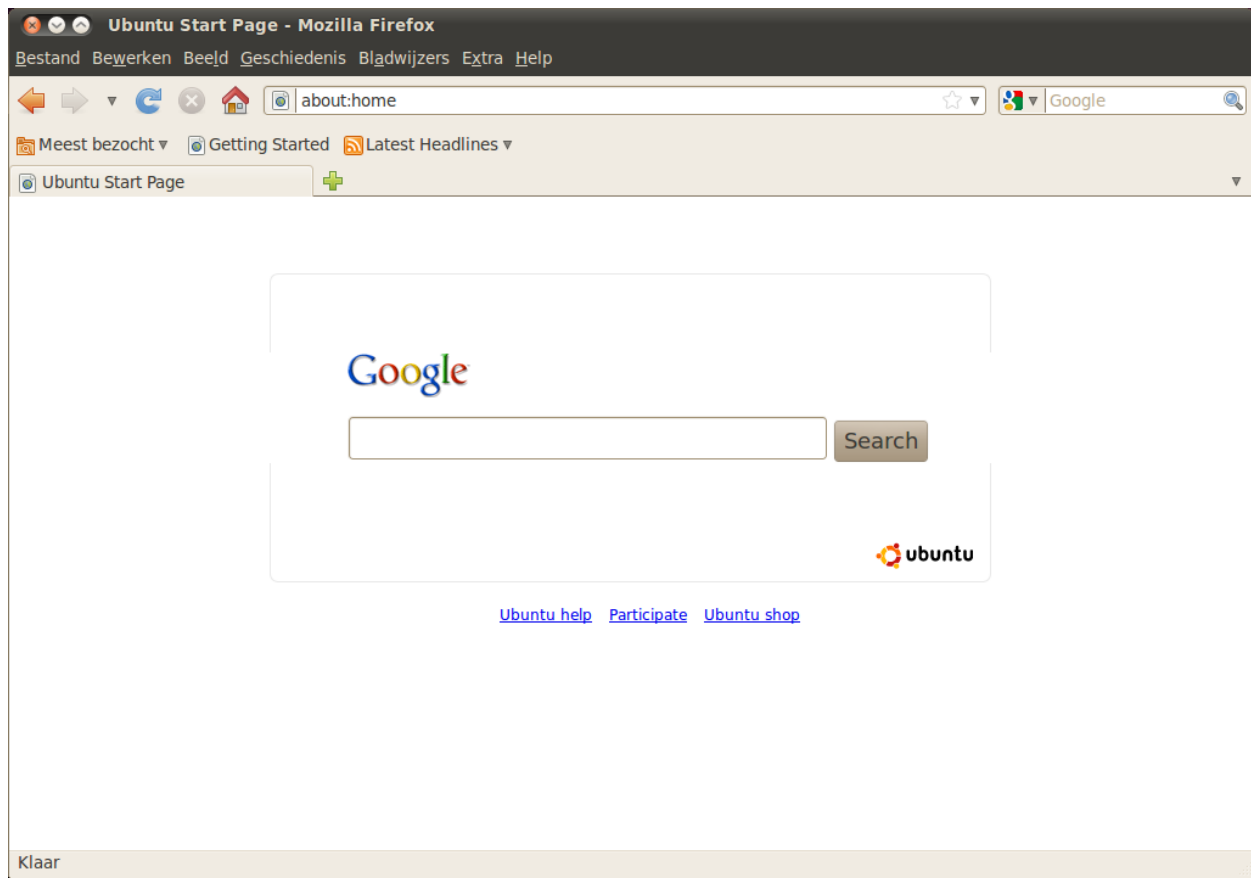 Ubuntu Start Page - Mozilla Firefox
Bestand Bewerken Beeld Geschiedenis Bladwijzers Extra Help
about:home Google
Meest bezocht Getting Started Latest Headlines
Ubuntu Start Page
Google
Search
ubuntu
Ubuntu help Participate Ubuntu shop
Klaar